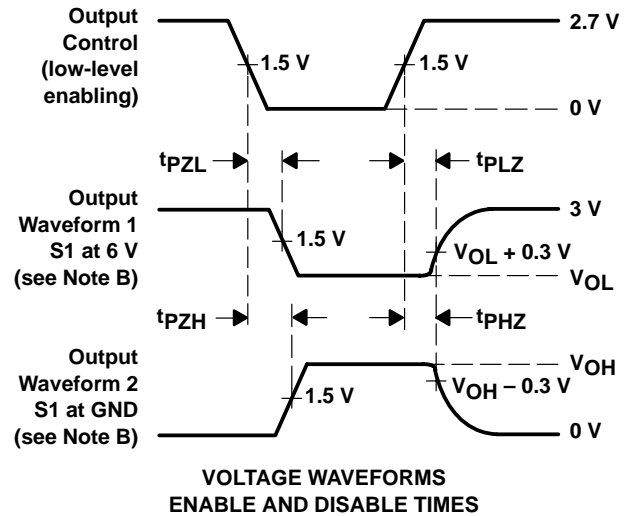 Output
Control
(low-level
enabling)
1.5 V
1.5 V
2.7 V
0 V
tPZL
tPLZ
Output
Waveform 1
S1 at 6 V
(see Note B)
1.5 V
3 V
VOL + 0.3 V
VOL
tPZH
tPHZ
Output
Waveform 2
S1 at GND
(see Note B)
1.5 V
VOH
VOH – 0.3 V
0 V
VOLTAGE WAVEFORMS
ENABLE AND DISABLE TIMES